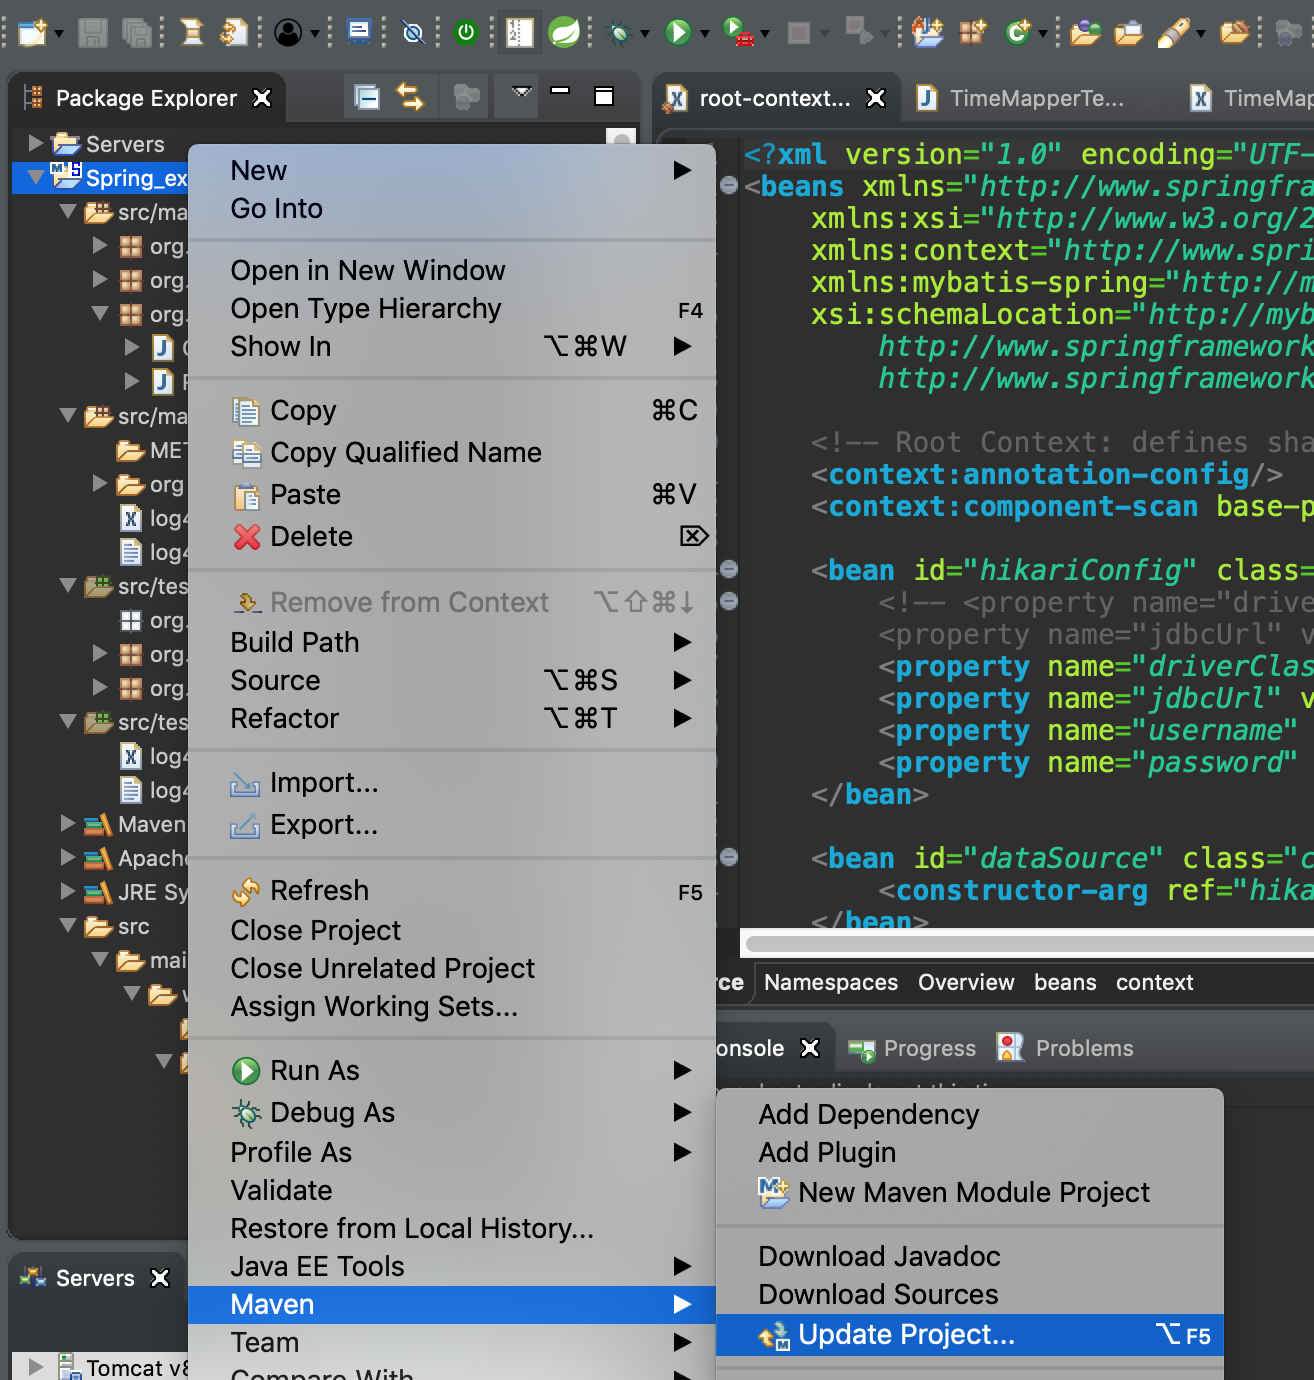 Package Explorer
root-context...
TimeMapperTe...
TimeMap
Servers
Spring_ex
src/ma
org.
org.
org.
src/ma
MET
org
log4
log4
src/tes
org.
org.
org.
src/tes
log4
log4
Maven
Apache
JRE Sy
src
mai
New
Go Into
Open in New Window
Open Type Hierarchy F4
Show In ⌥⌘W
Copy ⌘C
Copy Qualified Name
Paste ⌘V
Delete ⌦
Remove from Context ⌥⇧⌘↓
Build Path
Source ⌥⌘S
Refactor ⌥⌘T
Import...
Export...
Refresh F5
Close Project
Close Unrelated Project
Assign Working Sets...
Run As
Debug As
Profile As
Validate
Restore from Local History...
Java EE Tools
Maven
Team
Compare With
<?xml version="1.0" encoding="UTF-
<beans xmlns="http://www.springfra
xmlns:xsi="http://www.w3.org/2
xmlns:context="http://www.spri
xmlns:mybatis-spring="http://m
xsi:schemaLocation="http://myb
http://www.springframework
http://www.springframework
<!-- Root Context: defines sha
<context:annotation-config/>
<context:component-scan base-p
<bean id="hikariConfig" class=
<!-- <property name="drive
<property name="jdbcUrl" v
<property name="driverClas
<property name="jdbcUrl" v
<property name="username"
<property name="password"
</bean>
<bean id="dataSource" class="c
<constructor-arg ref="hika
</bean>
rce Namespaces Overview beans context
onsole Progress Problems
Add Dependency
Add Plugin
New Maven Module Project
Download Javadoc
Download Sources
Update Project... ⌥F5
Servers
Tomcat v8